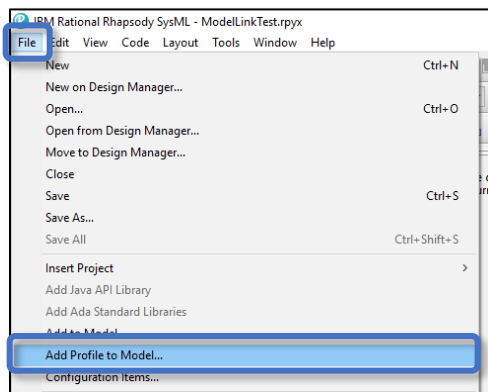 IBM Rational Rhapsody SysML - ModelLinkTest.rpyx
File Edit View Code Layout Tools Window Help
New Ctrl+N
New on Design Manager...
Open... Ctrl+O
Open from Design Manager...
Move to Design Manager...
Close
Save Ctrl+S
Save As...
Save All Ctrl+Shift+S
Insert Project
Add Java API Library
Add Ada Standard Libraries
Add to Model
Add Profile to Model...
Configuration Items...